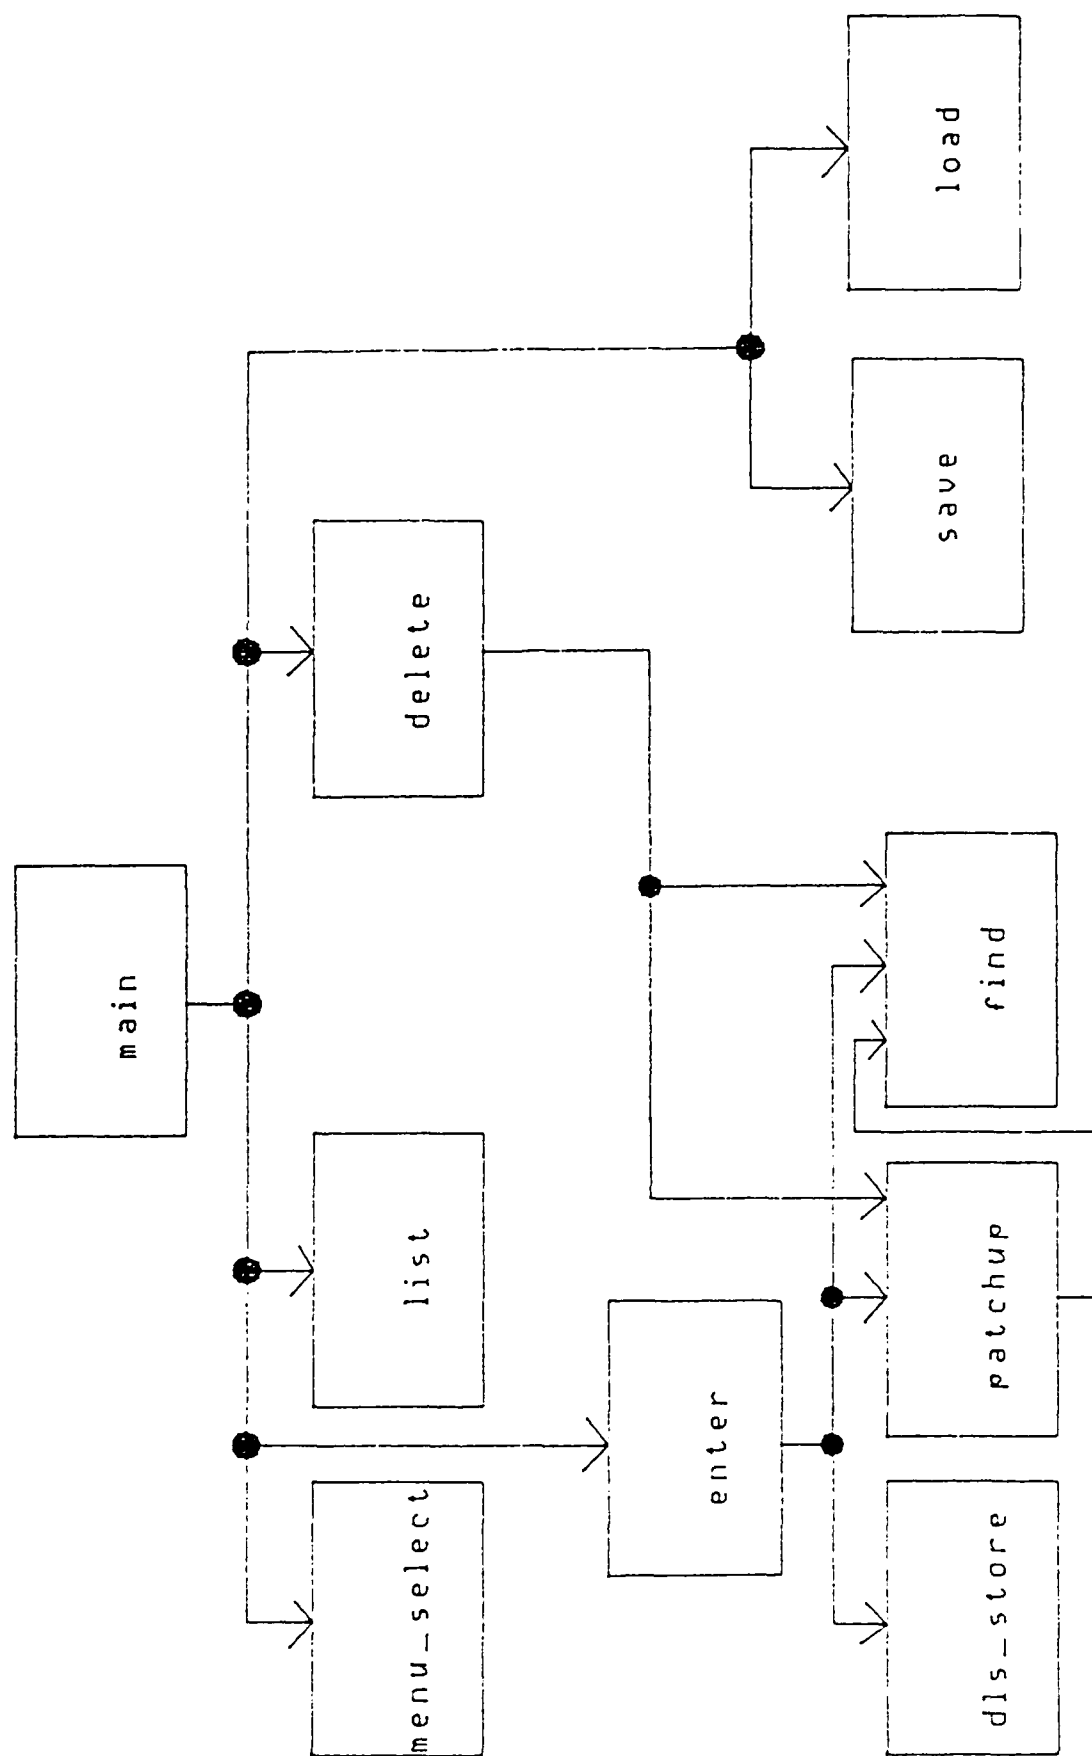 main
menu_select
list
delete
enter
save
load
dls_store
patchup
find